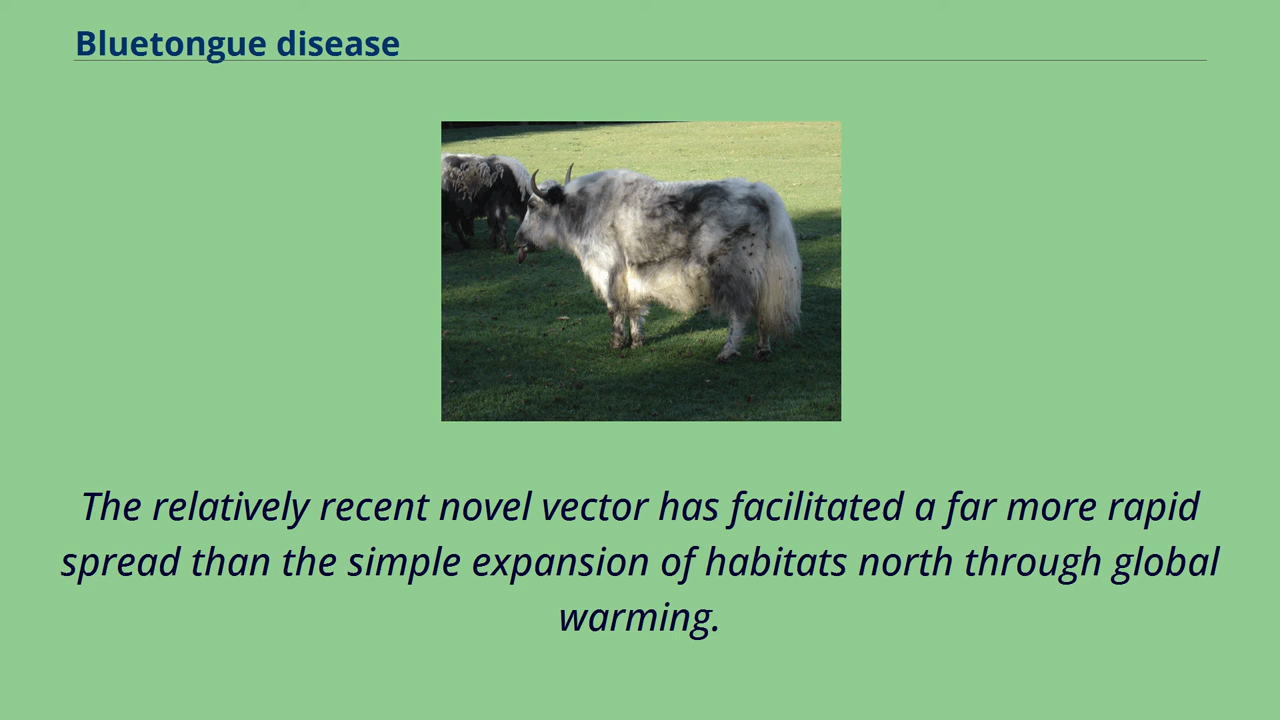 Bluetongue disease
The relatively recent novel vector has facilitated a far more rapid
spread than the simple expansion of habitats north through global
warming.